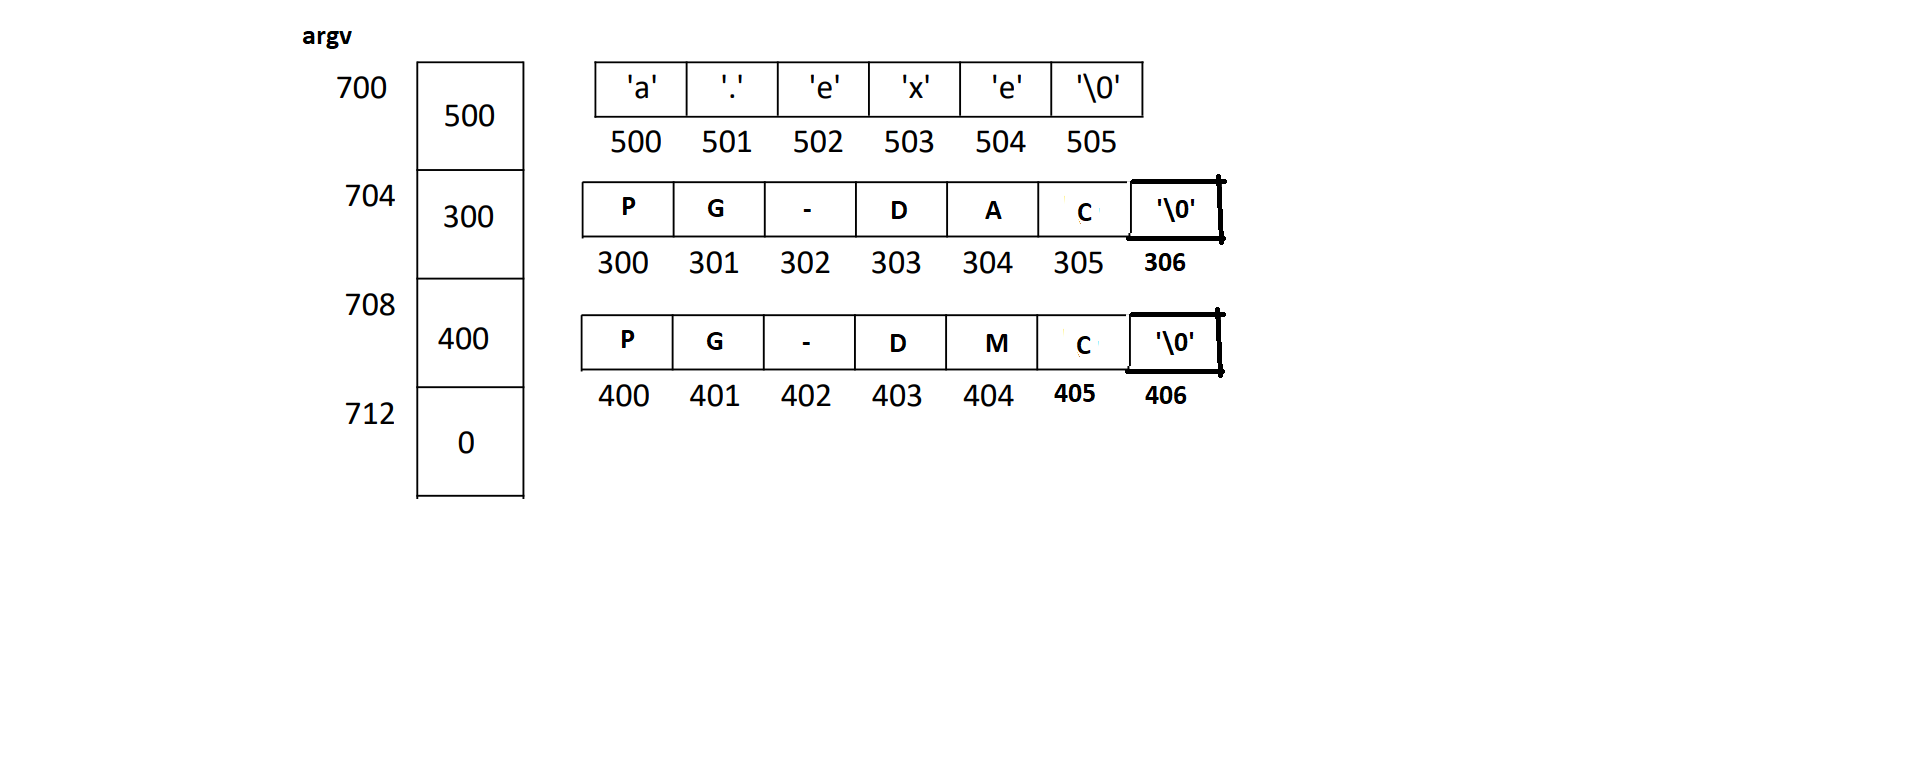 argv
700 500 'a' '.' 'e' 'x' 'e' '\0'
500 501 502 503 504 505
704 300 P G - D A C '\0'
300 301 302 303 304 305 306
708 400 P G - D M C '\0'
400 401 402 403 404 405 406
712 0